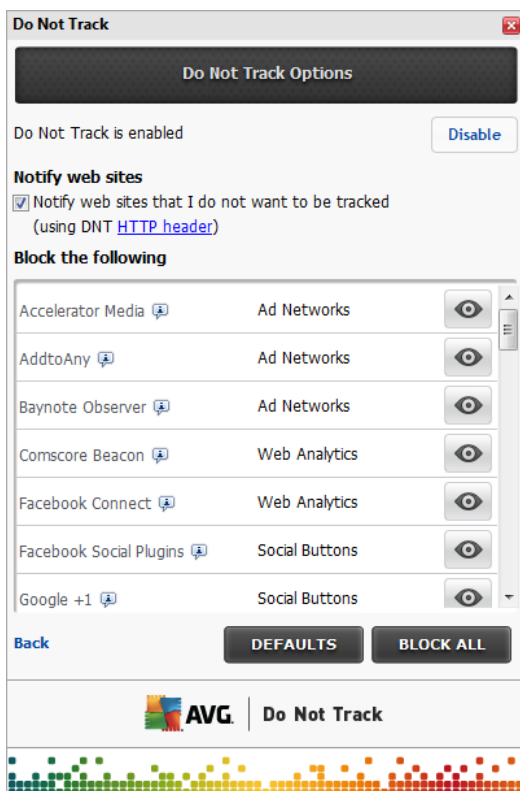 Do Not Track
Do Not Track Options
Do Not Track is enabled Disable
Notify web sites
Notify web sites that I do not want to be tracked
(using DNT HTTP header)
Block the following
Accelerator Media Ad Networks
AddtoAny Ad Networks
Baynote Observer Ad Networks
Comscore Beacon Web Analytics
Facebook Connect Web Analytics
Facebook Social Plugins Social Buttons
Google +1 Social Buttons
Back DEFAULTS BLOCK ALL
AVG. Do Not Track